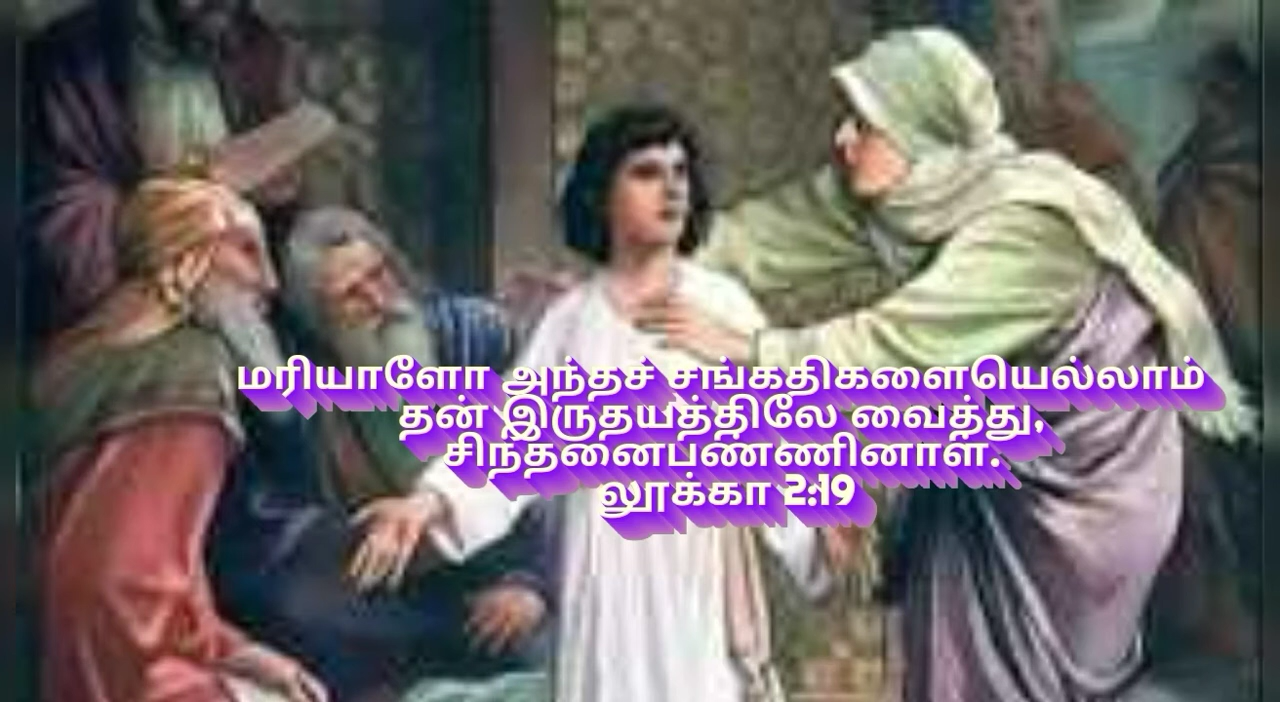 மரியாளோ அந்தச் சங்கதிகளையெல்லாம்
தன் இருதயத்திலே வைத்து,
சிந்தனைபண்ணினாள்.
லூக்கா 2:19